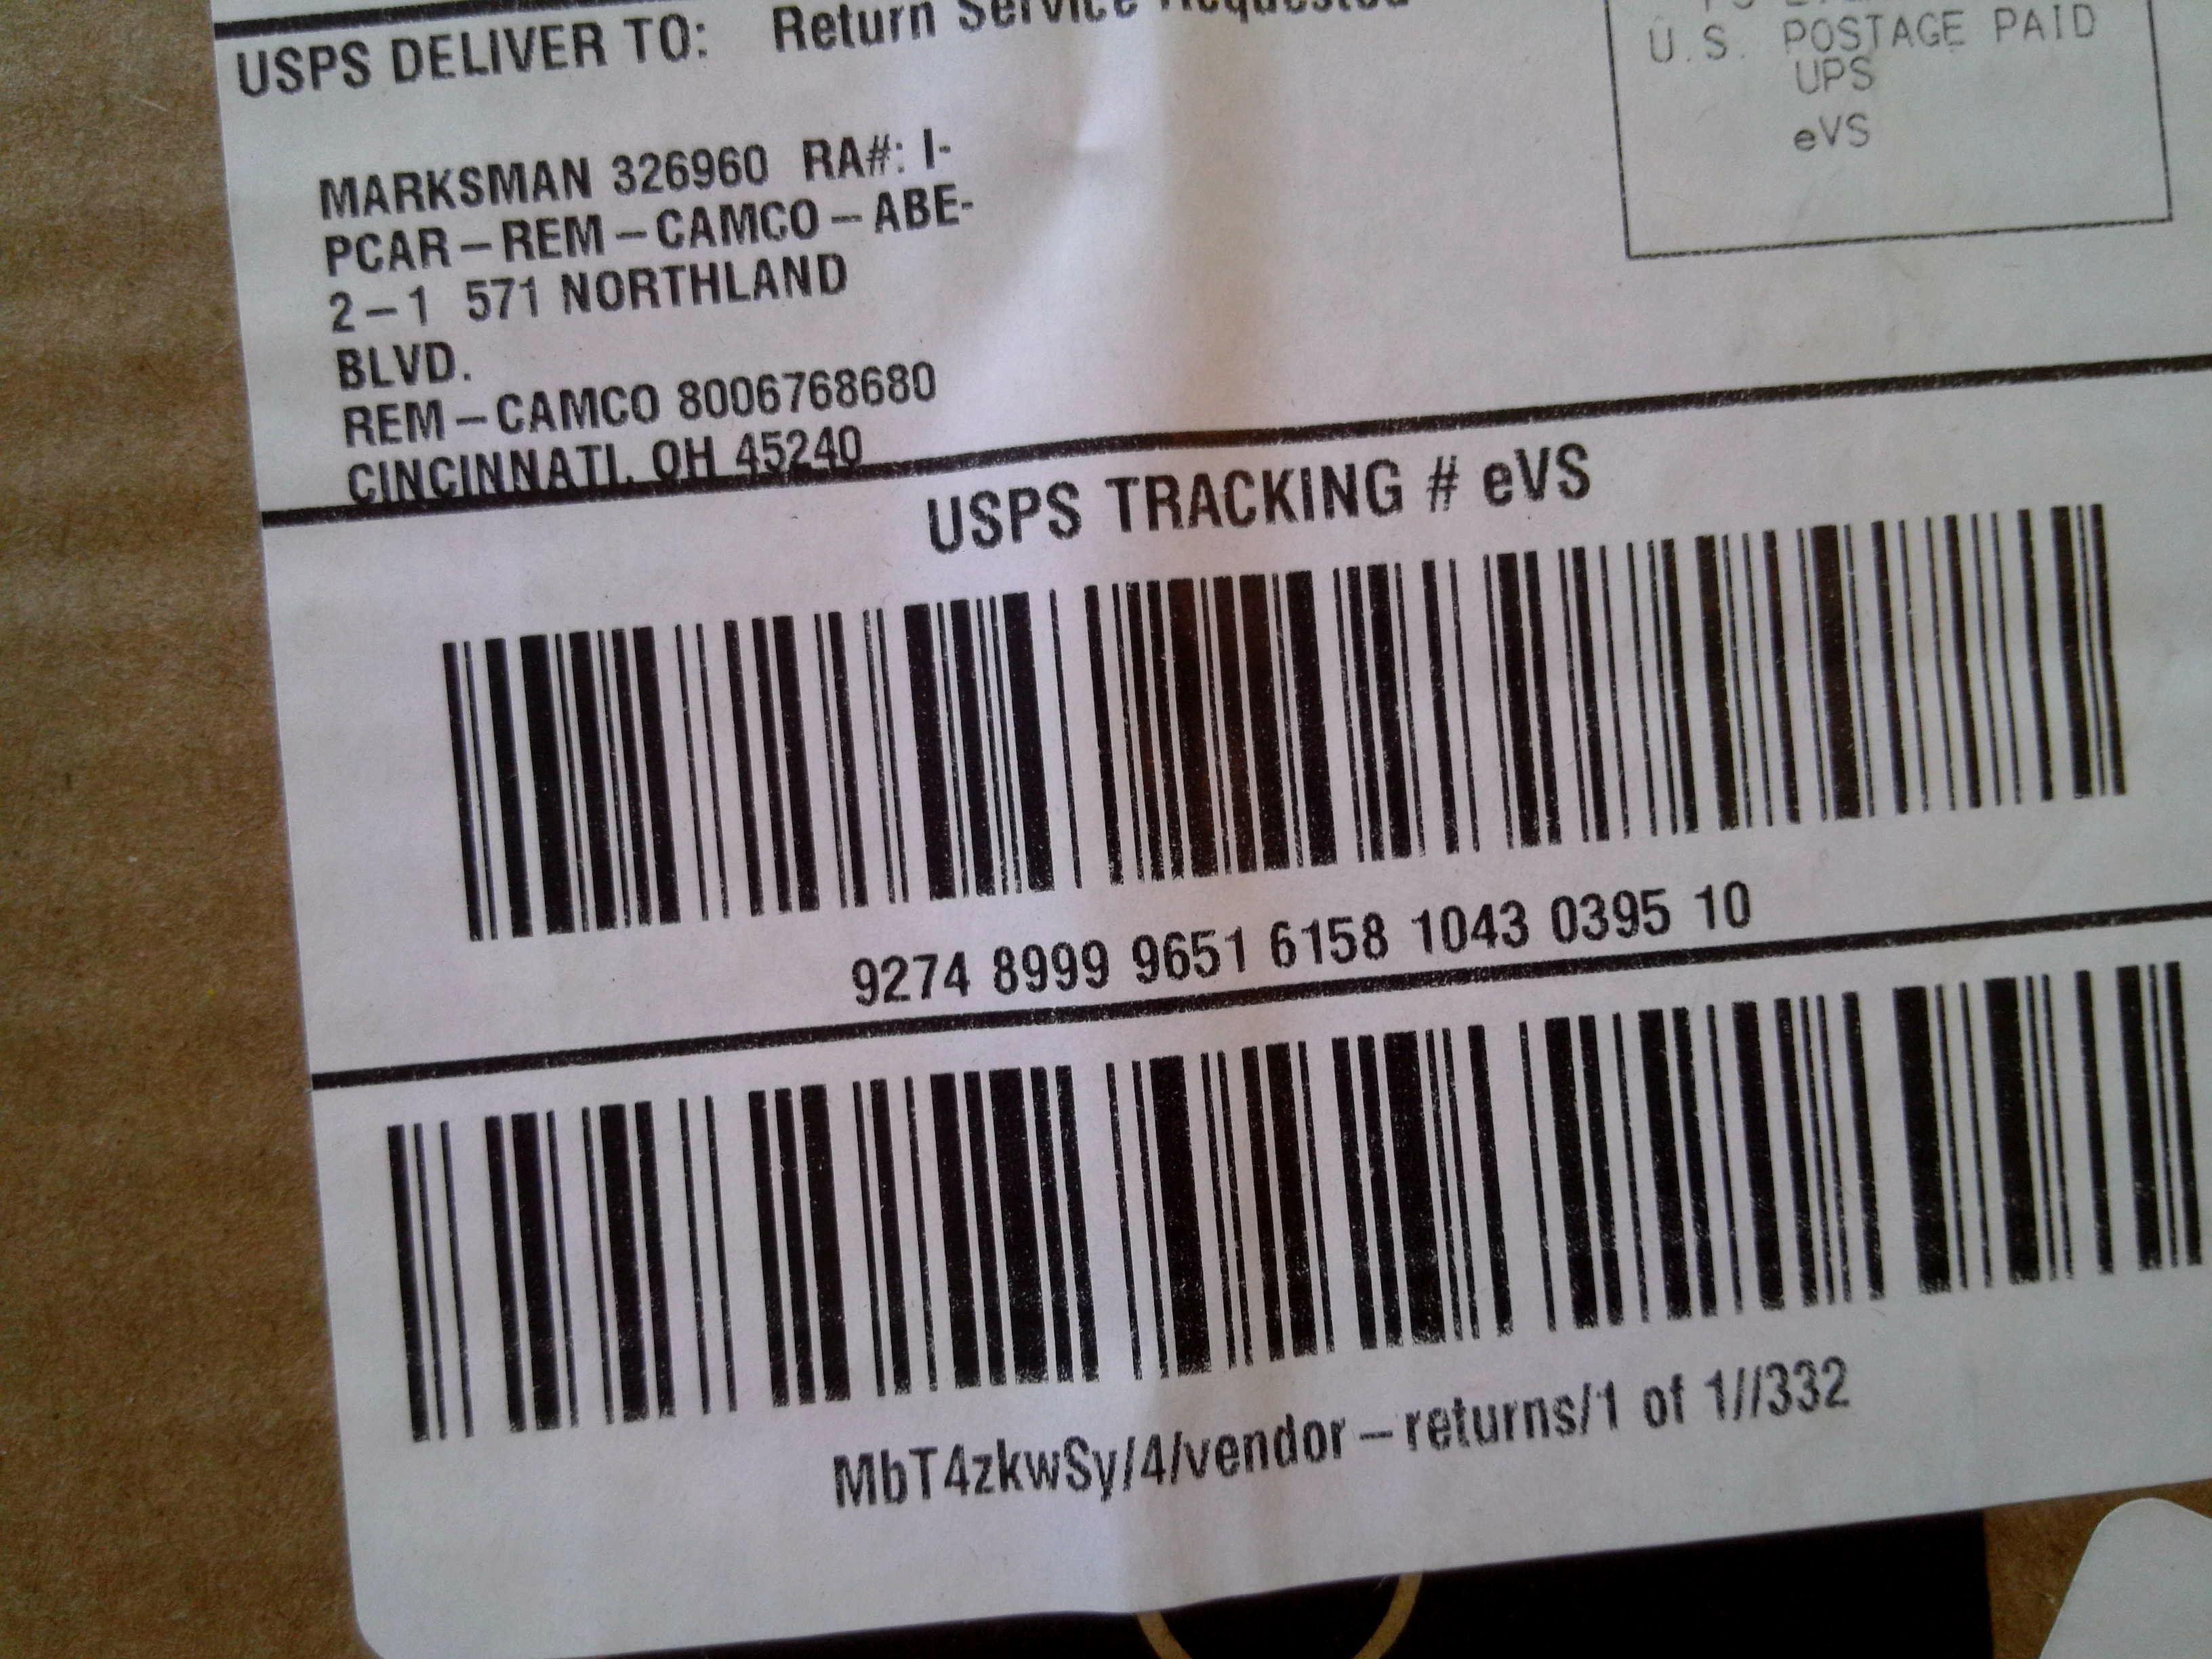 USPS DELIVER TO: Return Service Requested
U.S. POSTAGE PAID
UPS
eVS
MARKSMAN 326960 RA#: I-
PCAR-REM-CAMCO-ABE-
2-1 571 NORTHLAND
BLVD.
REM-CAMCO 8006768680
CINCINNATI, OH 45240
USPS TRACKING # eVS
9274 8999 9651 6158 1043 0395 10
MbT4zkwSy/4/vendor-returns/1 of 1//332